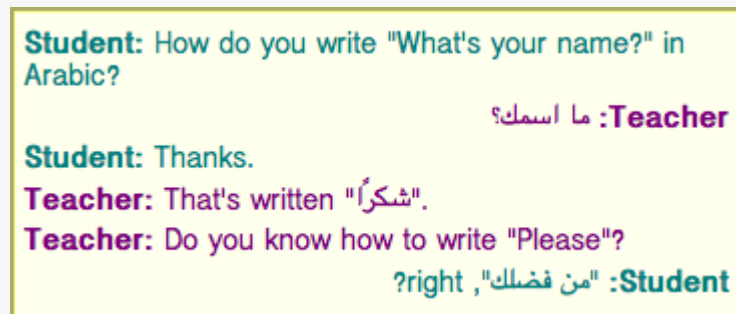 Student: How do you write "What's your name?" in
Arabic?
Teacher: ما اسمك؟
Student: Thanks.
Teacher: That's written "شكرًا".
Teacher: Do you know how to write "Please"?
Student: "من فضلك", right?